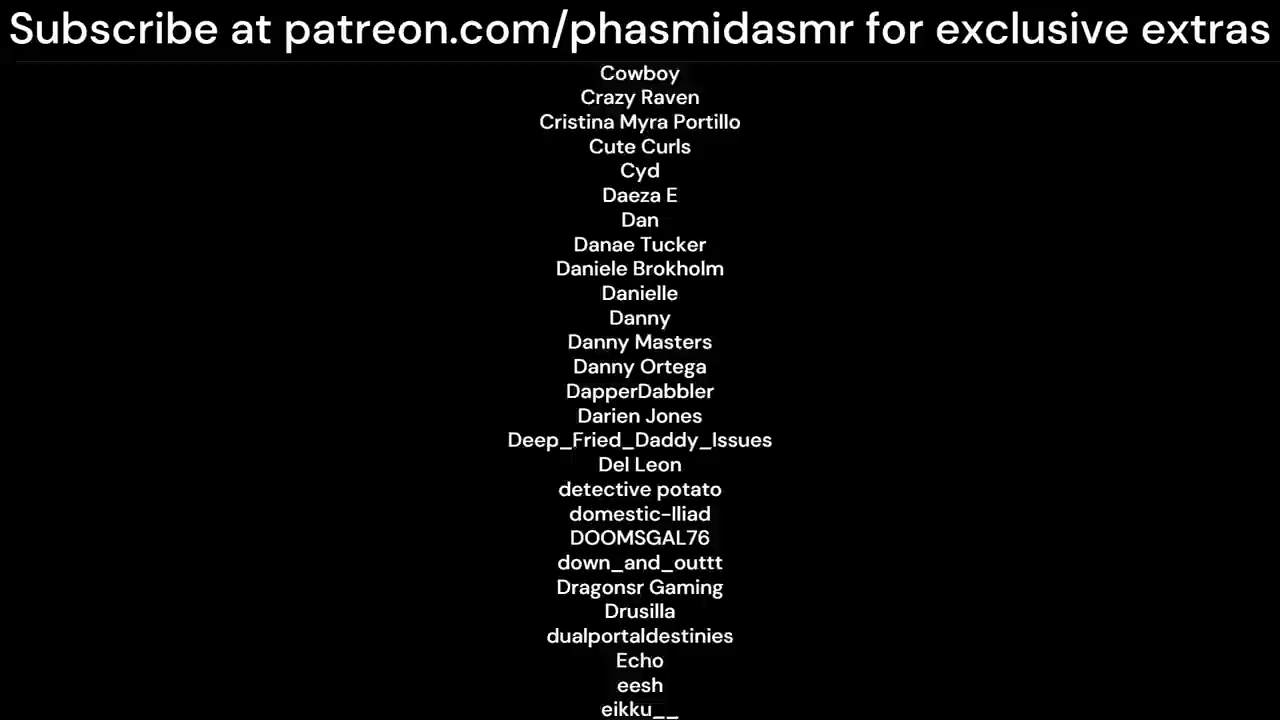 Subscribe at patreon.com/phasmidasmr for exclusive extras
Cowboy
Crazy Raven
Cristina Myra Portillo
Cute Curls
Cyd
Daeza E
Dan
Danae Tucker
Daniele Brokholm
Danielle
Danny
Danny Masters
Danny Ortega
DapperDabbler
Darien Jones
Deep_Fried_Daddy_Issues
Del Leon
detective potato
domestic-Iliad
DOOMSGAL76
down_and_outtt
Dragonsr Gaming
Drusilla
dualportaldestinies
Echo
eesh
eikku__